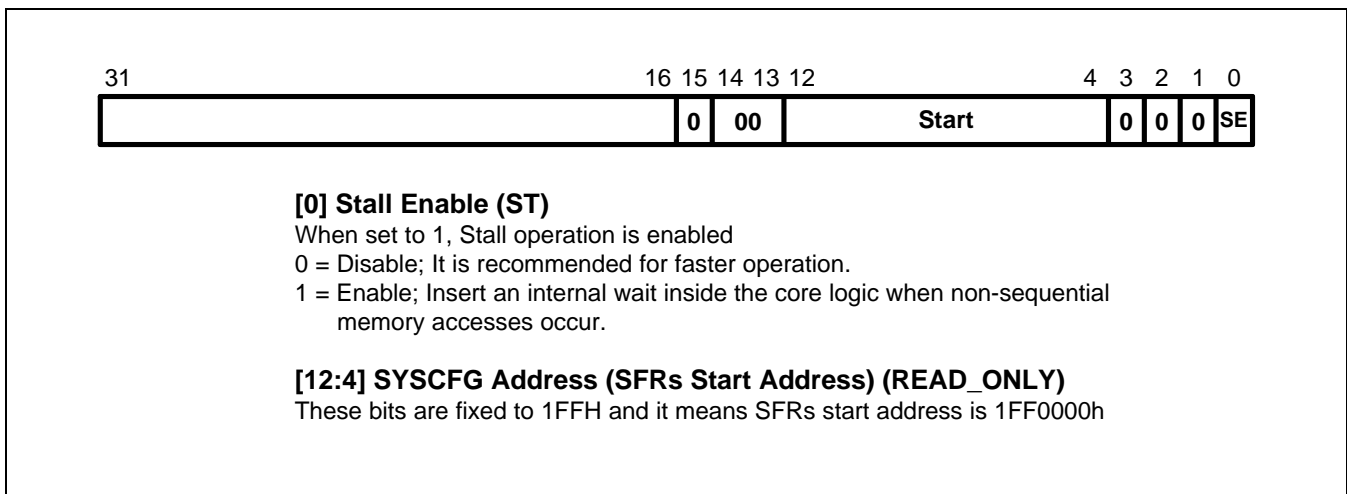 31 16 15 14 13 12 4 3 2 1 0
0 00 Start 0 0 0 SE
[0] Stall Enable (ST)
When set to 1, Stall operation is enabled
0 = Disable; It is recommended for faster operation.
1 = Enable; Insert an internal wait inside the core logic when non-sequential
memory accesses occur.
[12:4] SYSCFG Address (SFRs Start Address) (READ_ONLY)
These bits are fixed to 1FFH and it means SFRs start address is 1FF0000h